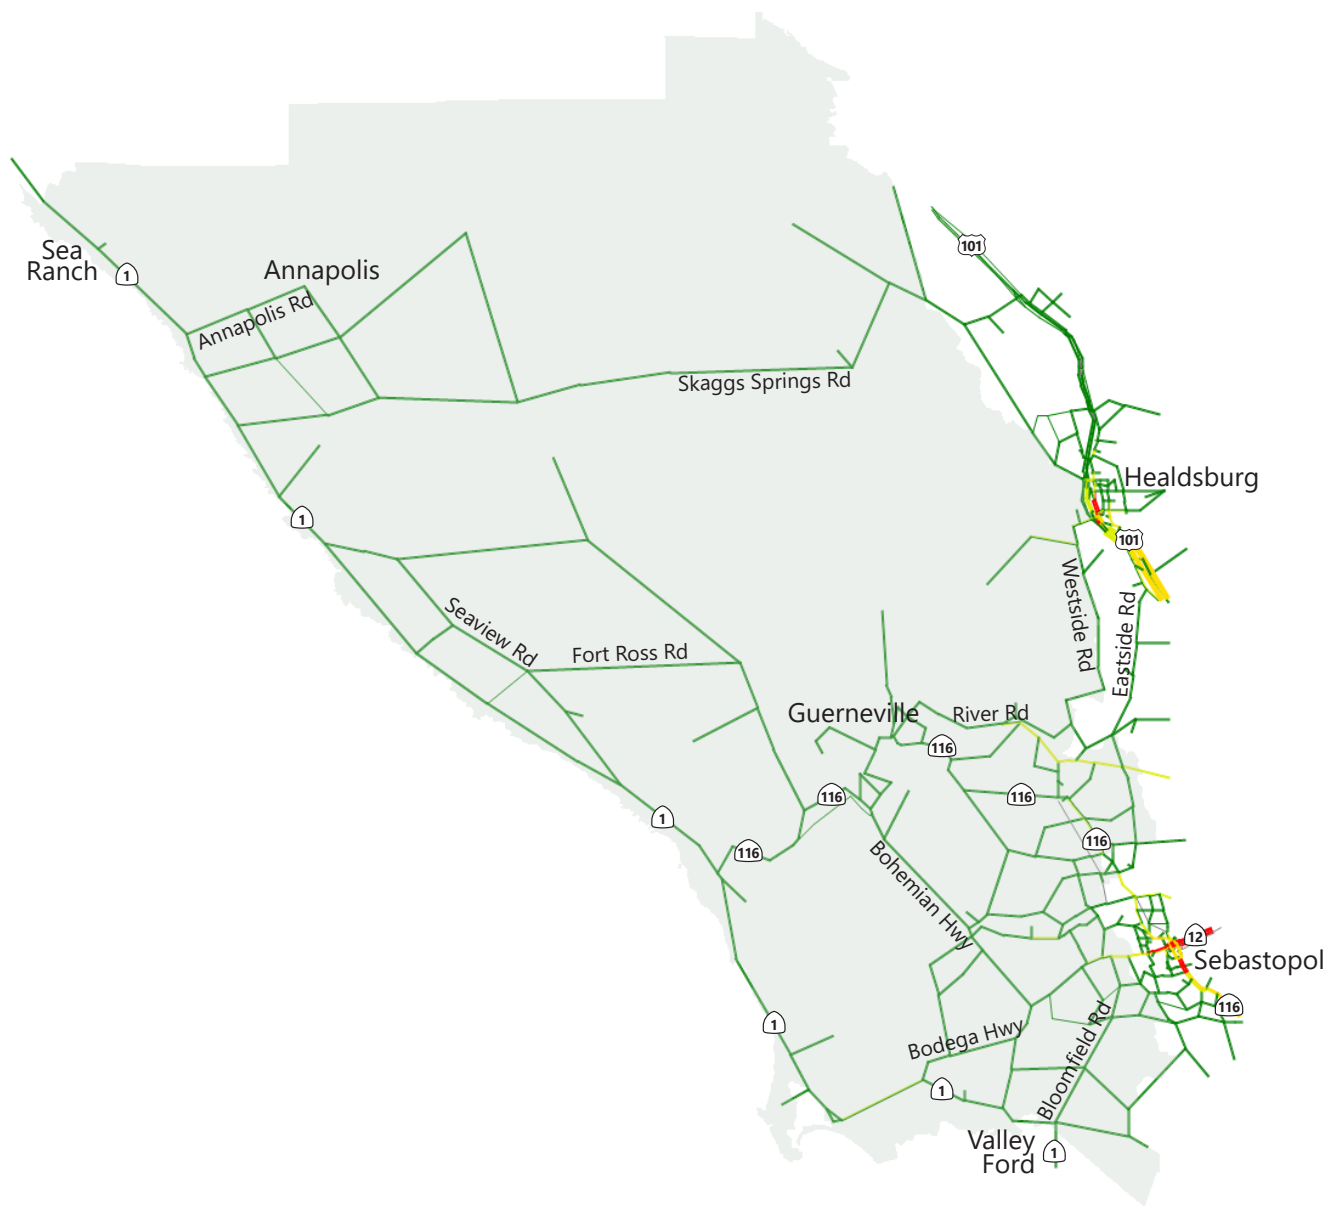 101
Sea
Ranch
1
Annapolis
Annapolis Rd
Skaggs Springs Rd
Healdsburg
1
101
Westside Rd
Eastside Rd
Seaview Rd
Fort Ross Rd
Guerneville
River Rd
116
116
116
1
116
116
Bohemian Hwy
12
Sebastopol
116
1
Bodega Hwy
Bloomfield Rd
1
Valley
Ford
1